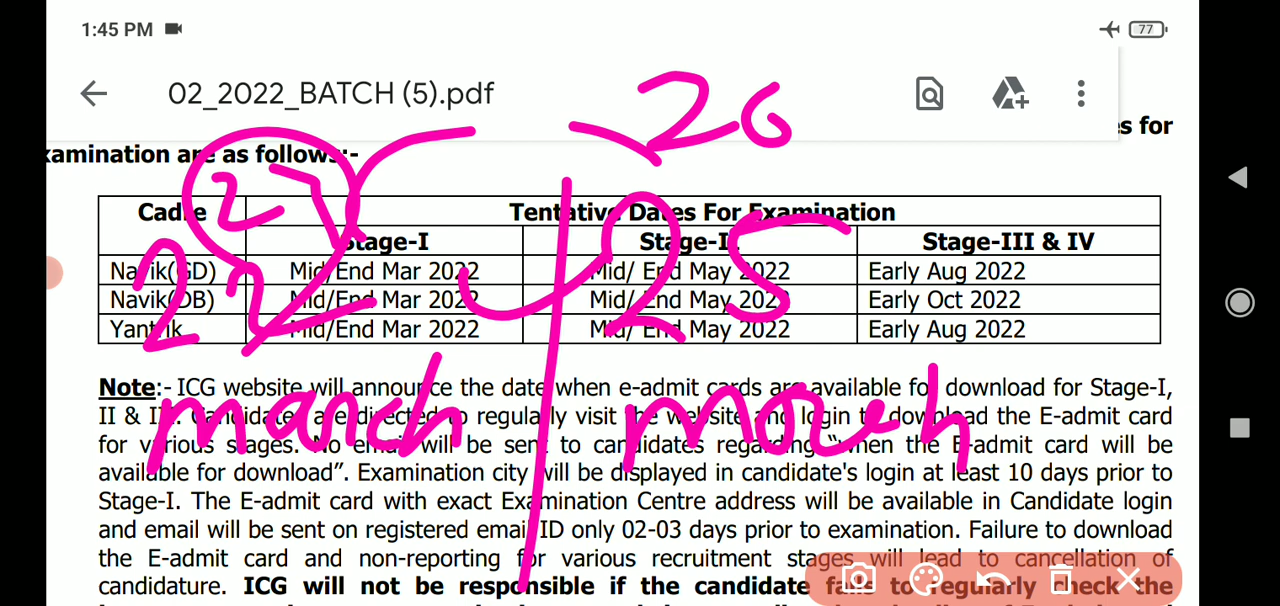 1:45 PM 77
02_2022_BATCH (5).pdf
26
es for
xamination are as follows:-
27
Cadre Tentative Dates For Examination
Stage-I Stage-II Stage-III & IV
25
Navik(GD) Mid/End Mar 2022 Mid/ End May 2022 Early Aug 2022
22
Navik(DB) Mid/End Mar 2022 Mid/ End May 2022 Early Oct 2022
Yantrik Mid/End Mar 2022 Mid/ End May 2022 Early Aug 2022
Note:- ICG website will announce the date when e-admit cards are available for download for Stage-I,
II & III. Candidates are directed to regularly visit the website and login to download the E-admit card
march march
for various stages. No email will be sent to candidates regarding “when the E-admit card will be
available for download”. Examination city will be displayed in candidate's login at least 10 days prior to
Stage-I. The E-admit card with exact Examination Centre address will be available in Candidate login
and email will be sent on registered email ID only 02-03 days prior to examination. Failure to download
the E-admit card and non-reporting for various recruitment stages will lead to cancellation of
candidature. ICG will not be responsible if the candidate fails to regularly check the